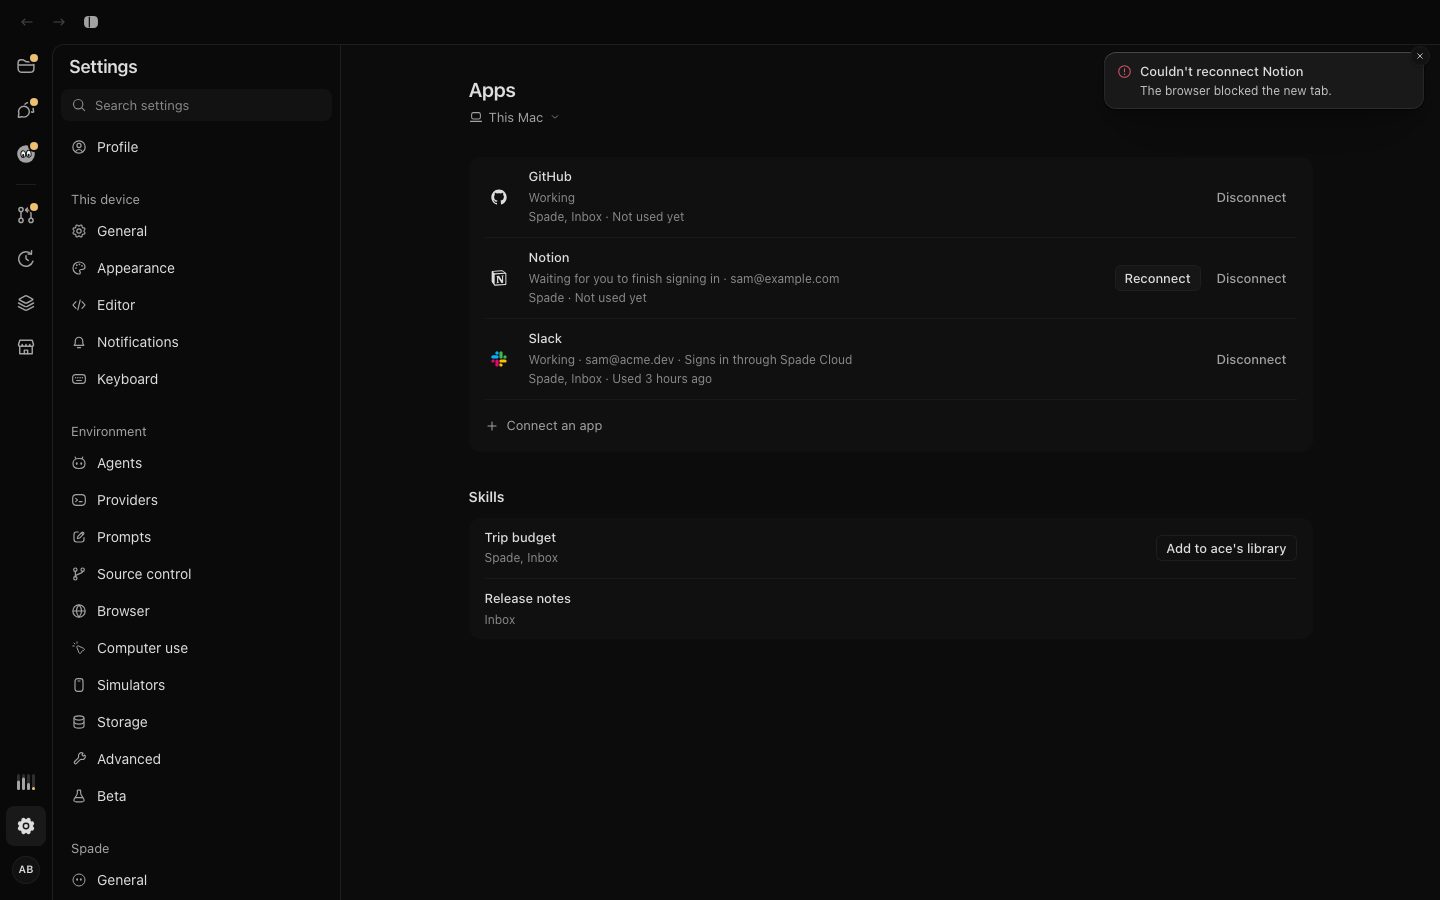 Settings
Search settings
Profile
This device
General
Appearance
Editor
Notifications
Keyboard
Environment
Agents
Providers
Prompts
Source control
Browser
Computer use
Simulators
Storage
Advanced
Beta
Spade
General
AB
Apps
This Mac
GitHub
Working
Spade, Inbox · Not used yet
Disconnect
Notion
Waiting for you to finish signing in · sam@example.com
Spade · Not used yet
Reconnect
Disconnect
Slack
Working · sam@acme.dev · Signs in through Spade Cloud
Spade, Inbox · Used 3 hours ago
Disconnect
Connect an app
Skills
Trip budget
Spade, Inbox
Add to ace's library
Release notes
Inbox
Couldn't reconnect Notion
The browser blocked the new tab.